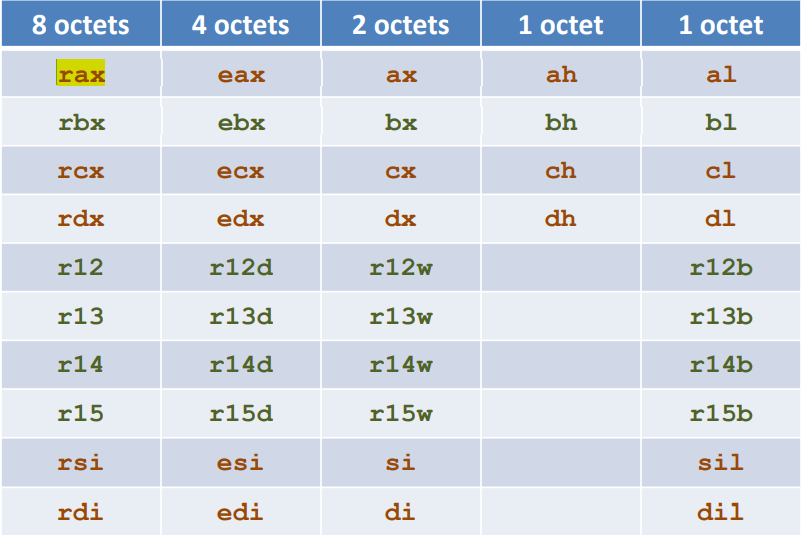 8 octets 4 octets 2 octets 1 octet 1 octet
rax eax ax ah al
rbx ebx bx bh bl
rcx ecx cx ch cl
rdx edx dx dh dl
r12 r12d r12w r12b
r13 r13d r13w r13b
r14 r14d r14w r14b
r15 r15d r15w r15b
rsi esi si sil
rdi edi di dil